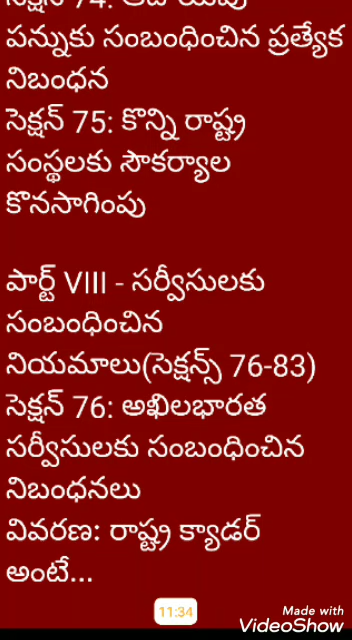 పన్నుకు సంబంధించిన ప్రత్యేక
నిబంధన
సెక్షన్ 75: కొన్ని రాష్ట్ర
సంస్థలకు సౌకర్యాల
కొనసాగింపు
పార్ట్ VIII - సర్వీసులకు
సంబంధించిన
నియమాలు(సెక్షన్స్ 76-83)
సెక్షన్ 76: అఖిలభారత
సర్వీసులకు సంబంధించిన
నిబంధనలు
వివరణ: రాష్ట్ర క్యాడర్
అంటే...
11:34
Made with
VideoShow